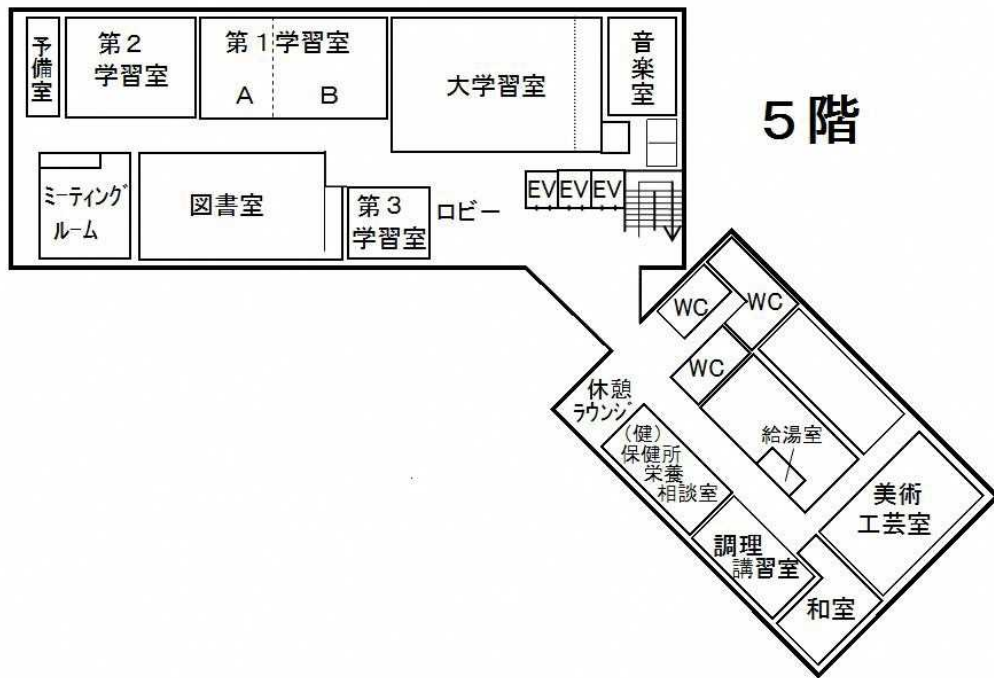 予備室
第２
学習室
第１学習室
A B
大学習室
音楽室
５階
ミーティング
ルーム
図書室
第３
学習室
ロビー
EV EV EV
WC
WC
WC
休憩
ラウンジ
(健)
保健所
栄養
相談室
給湯室
調理
講習室
和室
美術
工芸室